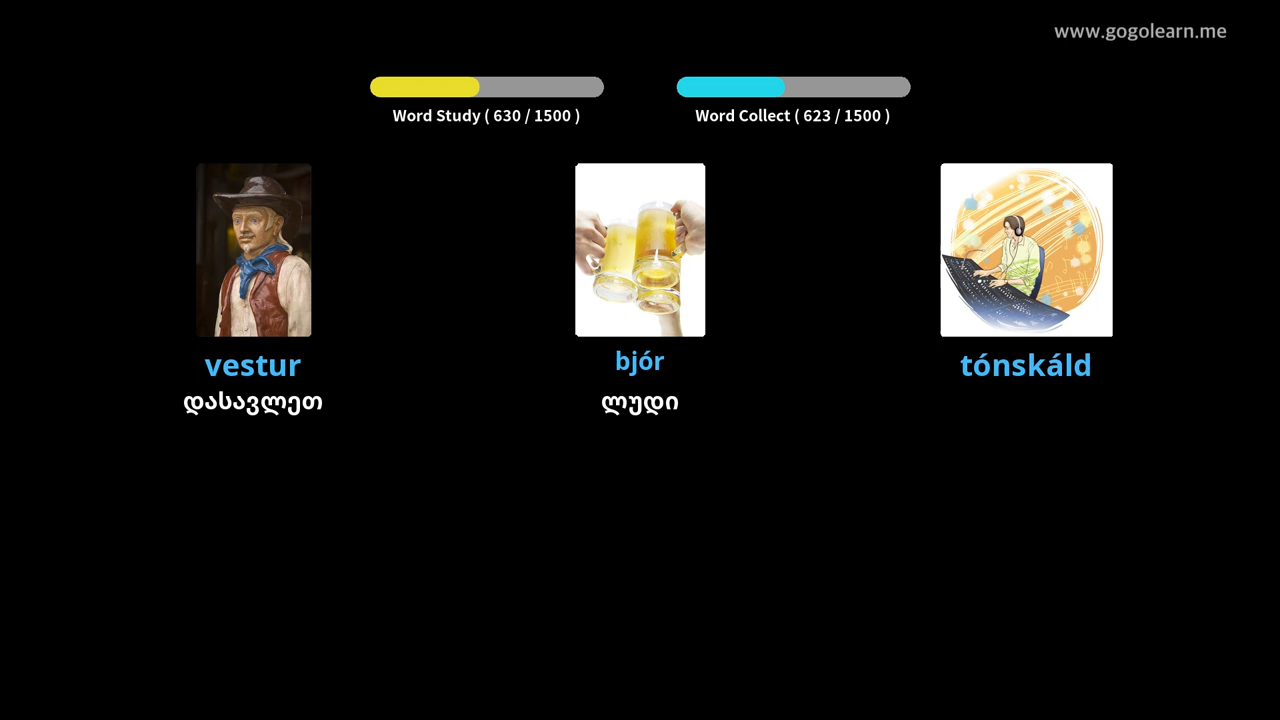 www.gogolearn.me
Word Study ( 630 / 1500 )
Word Collect ( 623 / 1500 )
vestur
bjór
tónskáld
დასავლეთ
ლუდი